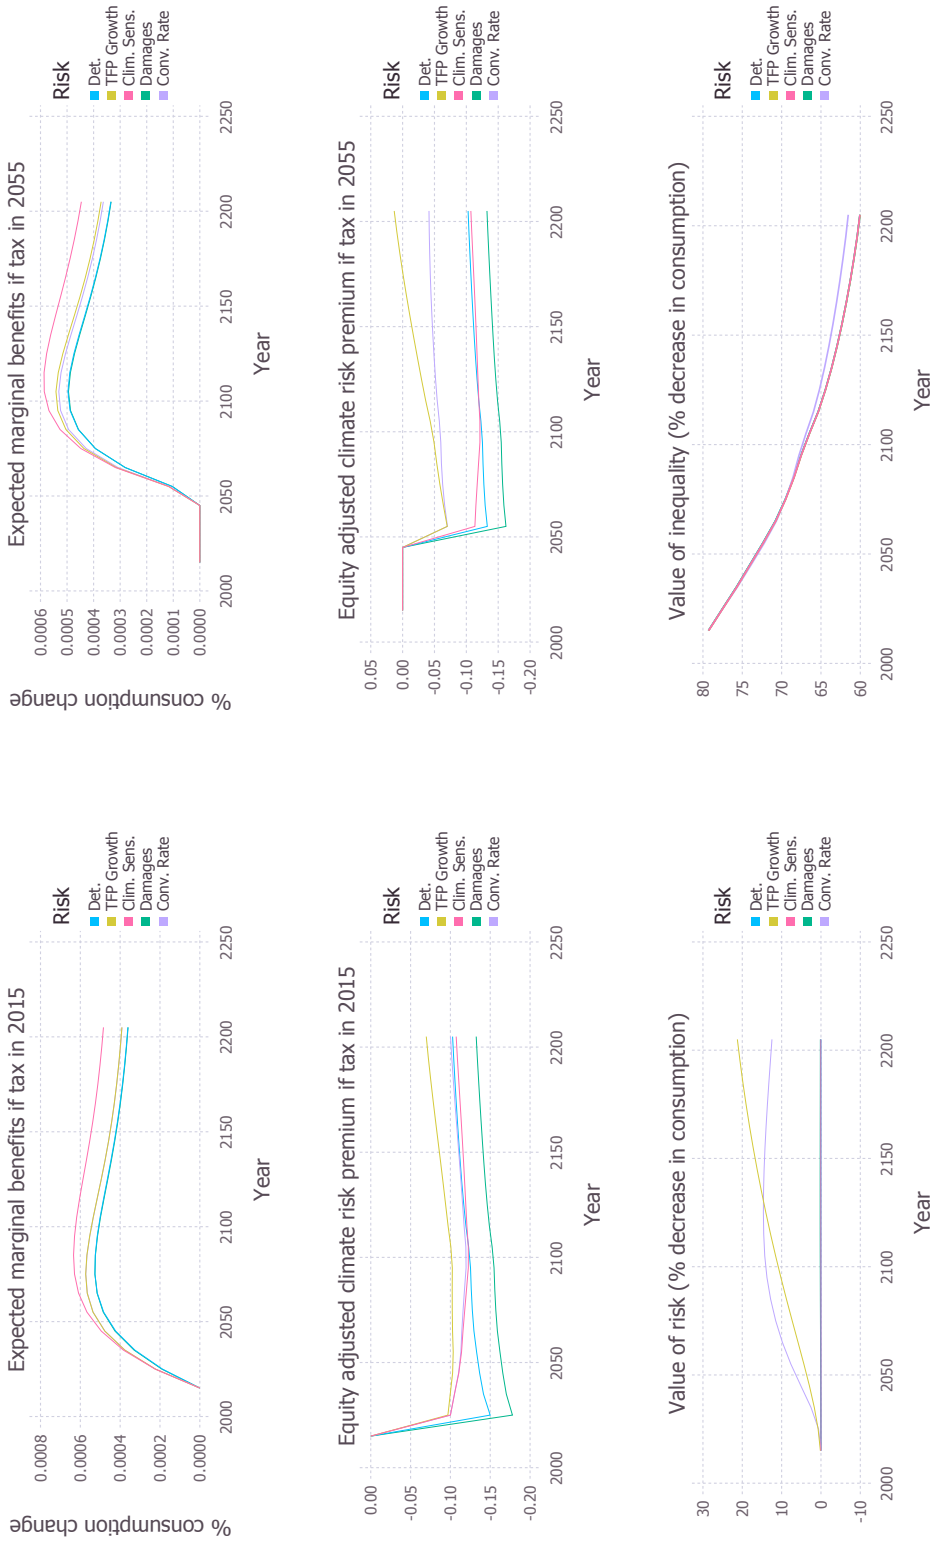 Expected marginal benefits if tax in 2015
% consumption change
0.0008
0.0006
0.0004
0.0002
0.0000
2000 2050 2100 2150 2200 2250
Year
Risk
Det.
TFP Growth
Clim. Sens.
Damages
Conv. Rate
Expected marginal benefits if tax in 2055
% consumption change
0.0006
0.0005
0.0004
0.0003
0.0002
0.0001
0.0000
2000 2050 2100 2150 2200 2250
Year
Risk
Det.
TFP Growth
Clim. Sens.
Damages
Conv. Rate
Equity adjusted climate risk premium if tax in 2015
0.00
-0.05
-0.10
-0.15
-0.20
2000 2050 2100 2150 2200 2250
Year
Risk
Det.
TFP Growth
Clim. Sens.
Damages
Conv. Rate
Equity adjusted climate risk premium if tax in 2055
0.05
0.00
-0.05
-0.10
-0.15
-0.20
2000 2050 2100 2150 2200 2250
Year
Risk
Det.
TFP Growth
Clim. Sens.
Damages
Conv. Rate
Value of risk (% decrease in consumption)
30
20
10
0
-10
2000 2050 2100 2150 2200 2250
Year
Risk
Det.
TFP Growth
Clim. Sens.
Damages
Conv. Rate
Value of inequality (% decrease in consumption)
80
75
70
65
60
2000 2050 2100 2150 2200 2250
Year
Risk
Det.
TFP Growth
Clim. Sens.
Damages
Conv. Rate